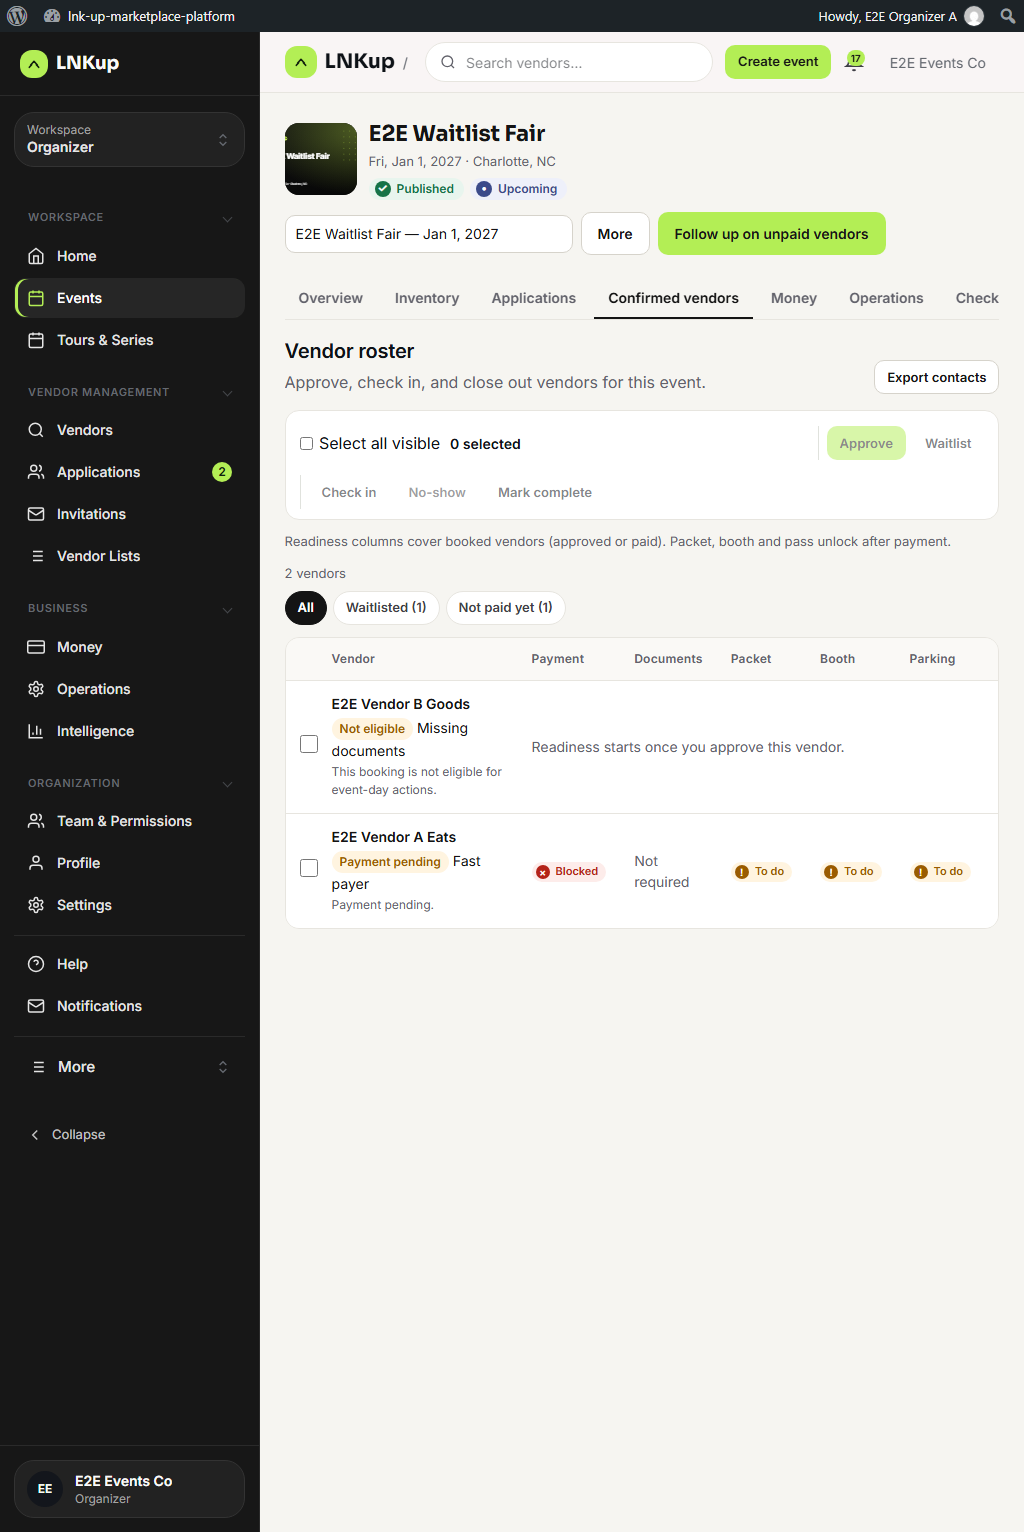 lnk-up-marketplace-platform
Howdy, E2E Organizer A
LNKup
Workspace
Organizer
WORKSPACE
Home
Events
Tours & Series
VENDOR MANAGEMENT
Vendors
Applications 2
Invitations
Vendor Lists
BUSINESS
Money
Operations
Intelligence
ORGANIZATION
Team & Permissions
Profile
Settings
Help
Notifications
More
Collapse
EE
E2E Events Co
Organizer
LNKup / Search vendors... Create event 17 E2E Events Co
Waitlist Fair
E2E Waitlist Fair
Fri, Jan 1, 2027 · Charlotte, NC
Published Upcoming
E2E Waitlist Fair — Jan 1, 2027 More Follow up on unpaid vendors
Overview Inventory Applications Confirmed vendors Money Operations Check
Vendor roster
Approve, check in, and close out vendors for this event.
Export contacts
Select all visible 0 selected Approve Waitlist
Check in No-show Mark complete
Readiness columns cover booked vendors (approved or paid). Packet, booth and pass unlock after payment.
2 vendors
All Waitlisted (1) Not paid yet (1)
Vendor Payment Documents Packet Booth Parking
E2E Vendor B Goods
Not eligible Missing
documents
This booking is not eligible for
event-day actions.
Readiness starts once you approve this vendor.
E2E Vendor A Eats
Payment pending Fast
payer
Payment pending.
Blocked
Not
required
To do To do To do